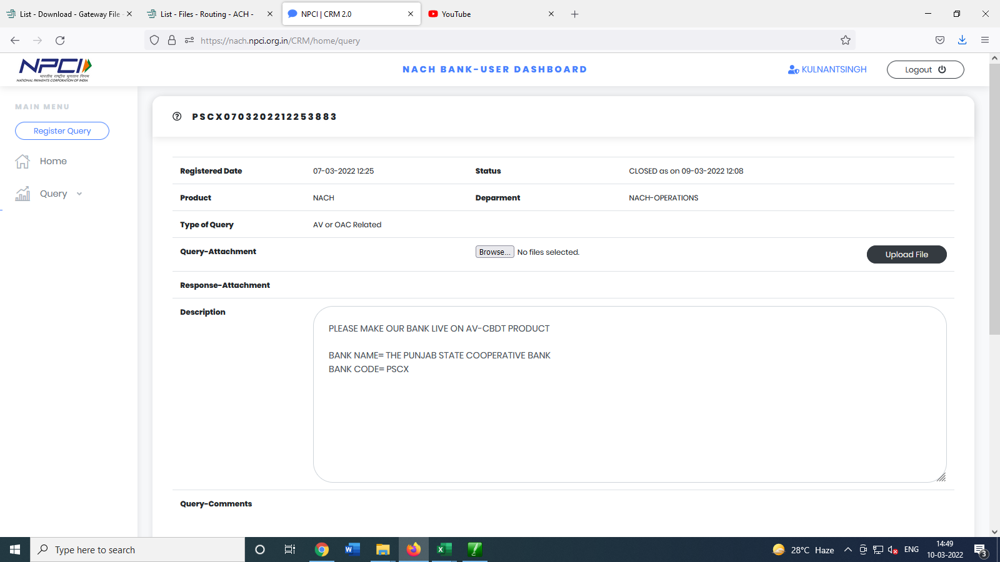 List - Download - Gateway File -
List - Files - Routing - ACH -
NPCI | CRM 2.0
YouTube
https://nach.npci.org.in/CRM/home/query
NPCI
भारतीय राष्ट्रीय भुगतान निगम
NATIONAL PAYMENTS CORPORATION OF INDIA
NACH BANK-USER DASHBOARD
KULNANTSINGH
Logout
MAIN MENU
Register Query
Home
Query
PSCX0703202212253883
Registered Date
07-03-2022 12:25
Status
CLOSED as on 09-03-2022 12:08
Product
NACH
Deparment
NACH-OPERATIONS
Type of Query
AV or OAC Related
Query-Attachment
Browse... No files selected.
Upload File
Response-Attachment
Description
PLEASE MAKE OUR BANK LIVE ON AV-CBDT PRODUCT
BANK NAME= THE PUNJAB STATE COOPERATIVE BANK
BANK CODE= PSCX
Query-Comments
Type here to search
28°C Haze
ENG
14:49
10-03-2022
3